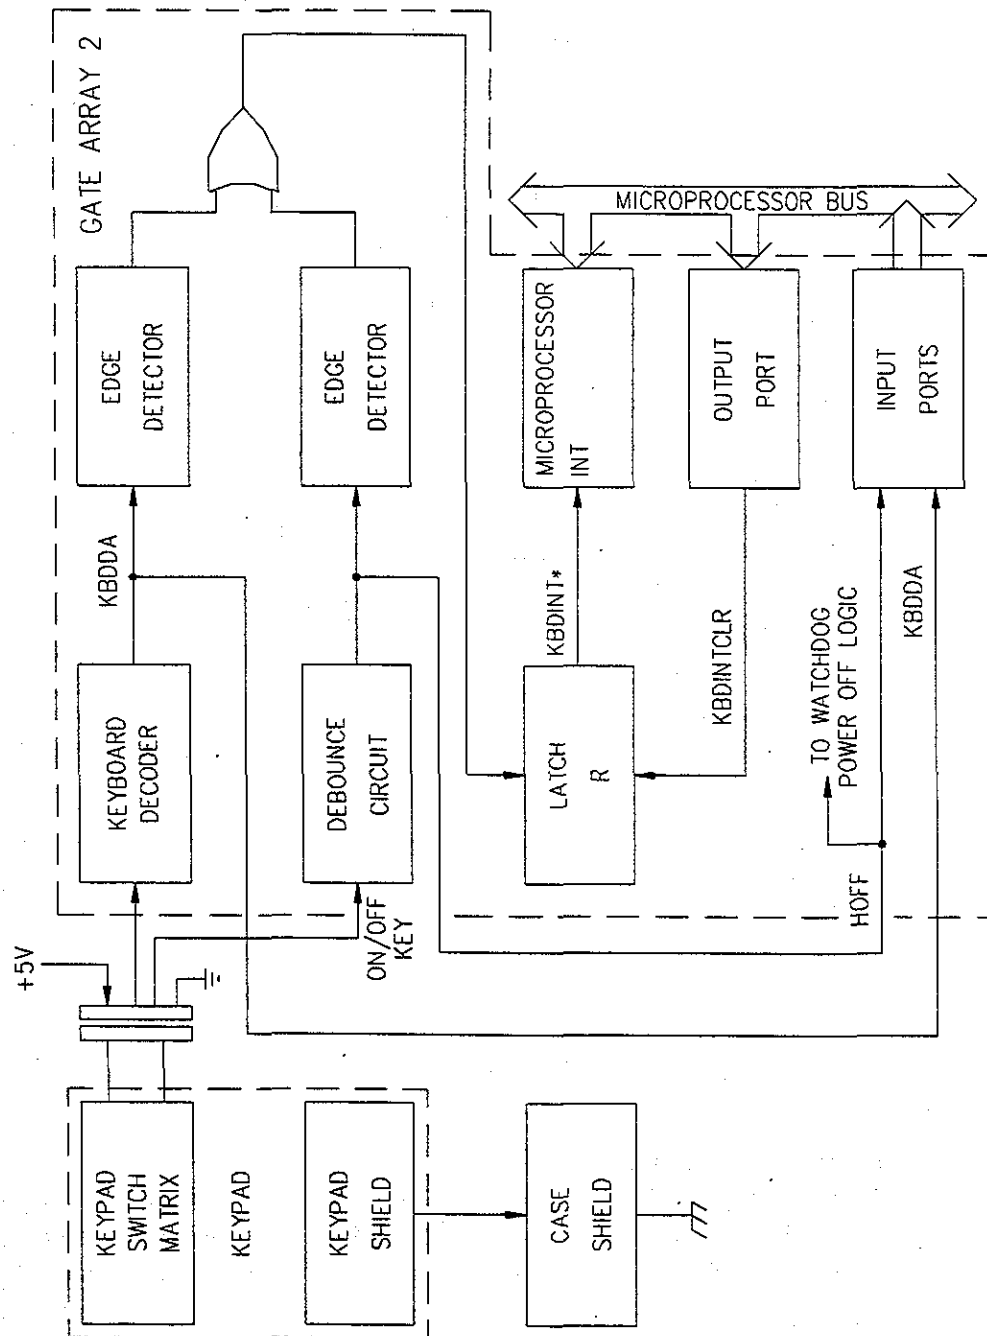 GATE ARRAY 2
+5V
KEYPAD
SWITCH
MATRIX
KEYPAD
KEYPAD
SHIELD
CASE
SHIELD
KEYBOARD
DECODER
KBDDA
EDGE
DETECTOR
ON/OFF
KEY
DEBOUNCE
CIRCUIT
EDGE
DETECTOR
LATCH
R
KBDINT*
MICROPROCESSOR
INT
KBDINTCLR
OUTPUT
PORT
HOFF
TO WATCHDOG
POWER OFF LOGIC
KBDDA
INPUT
PORTS
MICROPROCESSOR BUS